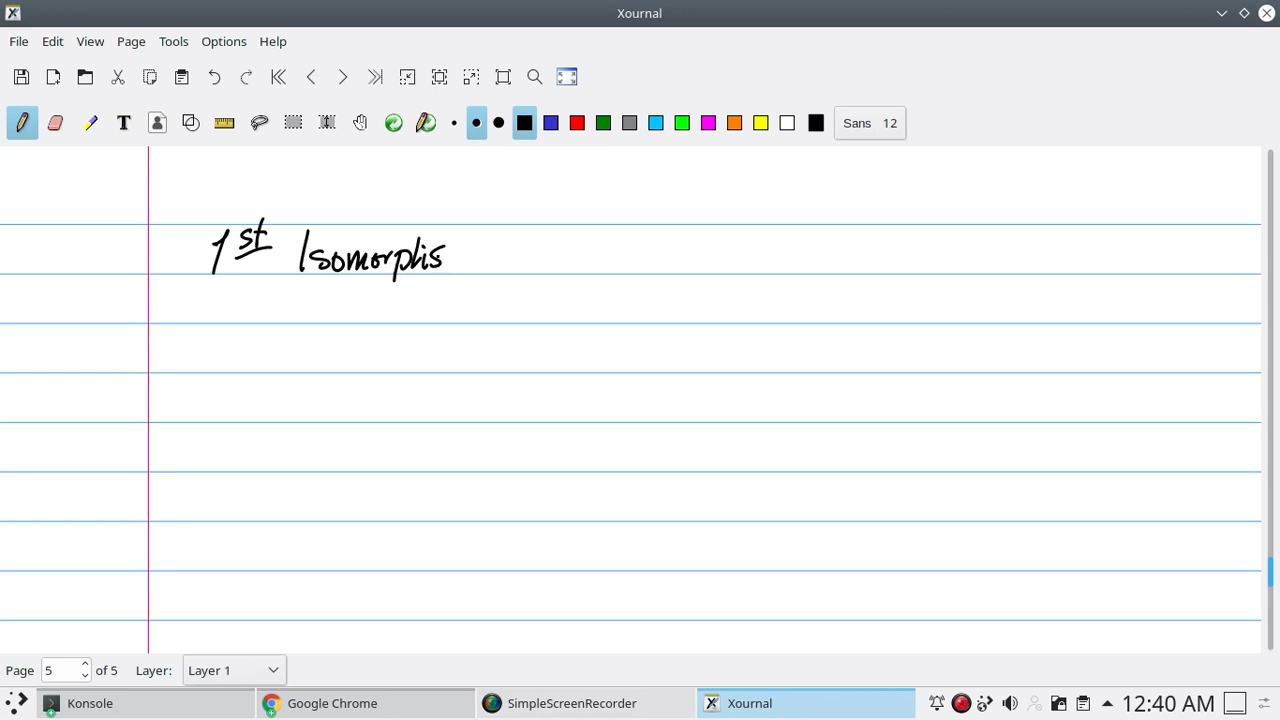 Xournal
File Edit View Page Tools Options Help
T Sans 12
1st Isomorphis
Page 5 of 5 Layer: Layer 1
Konsole Google Chrome SimpleScreenRecorder Xournal 12:40 AM